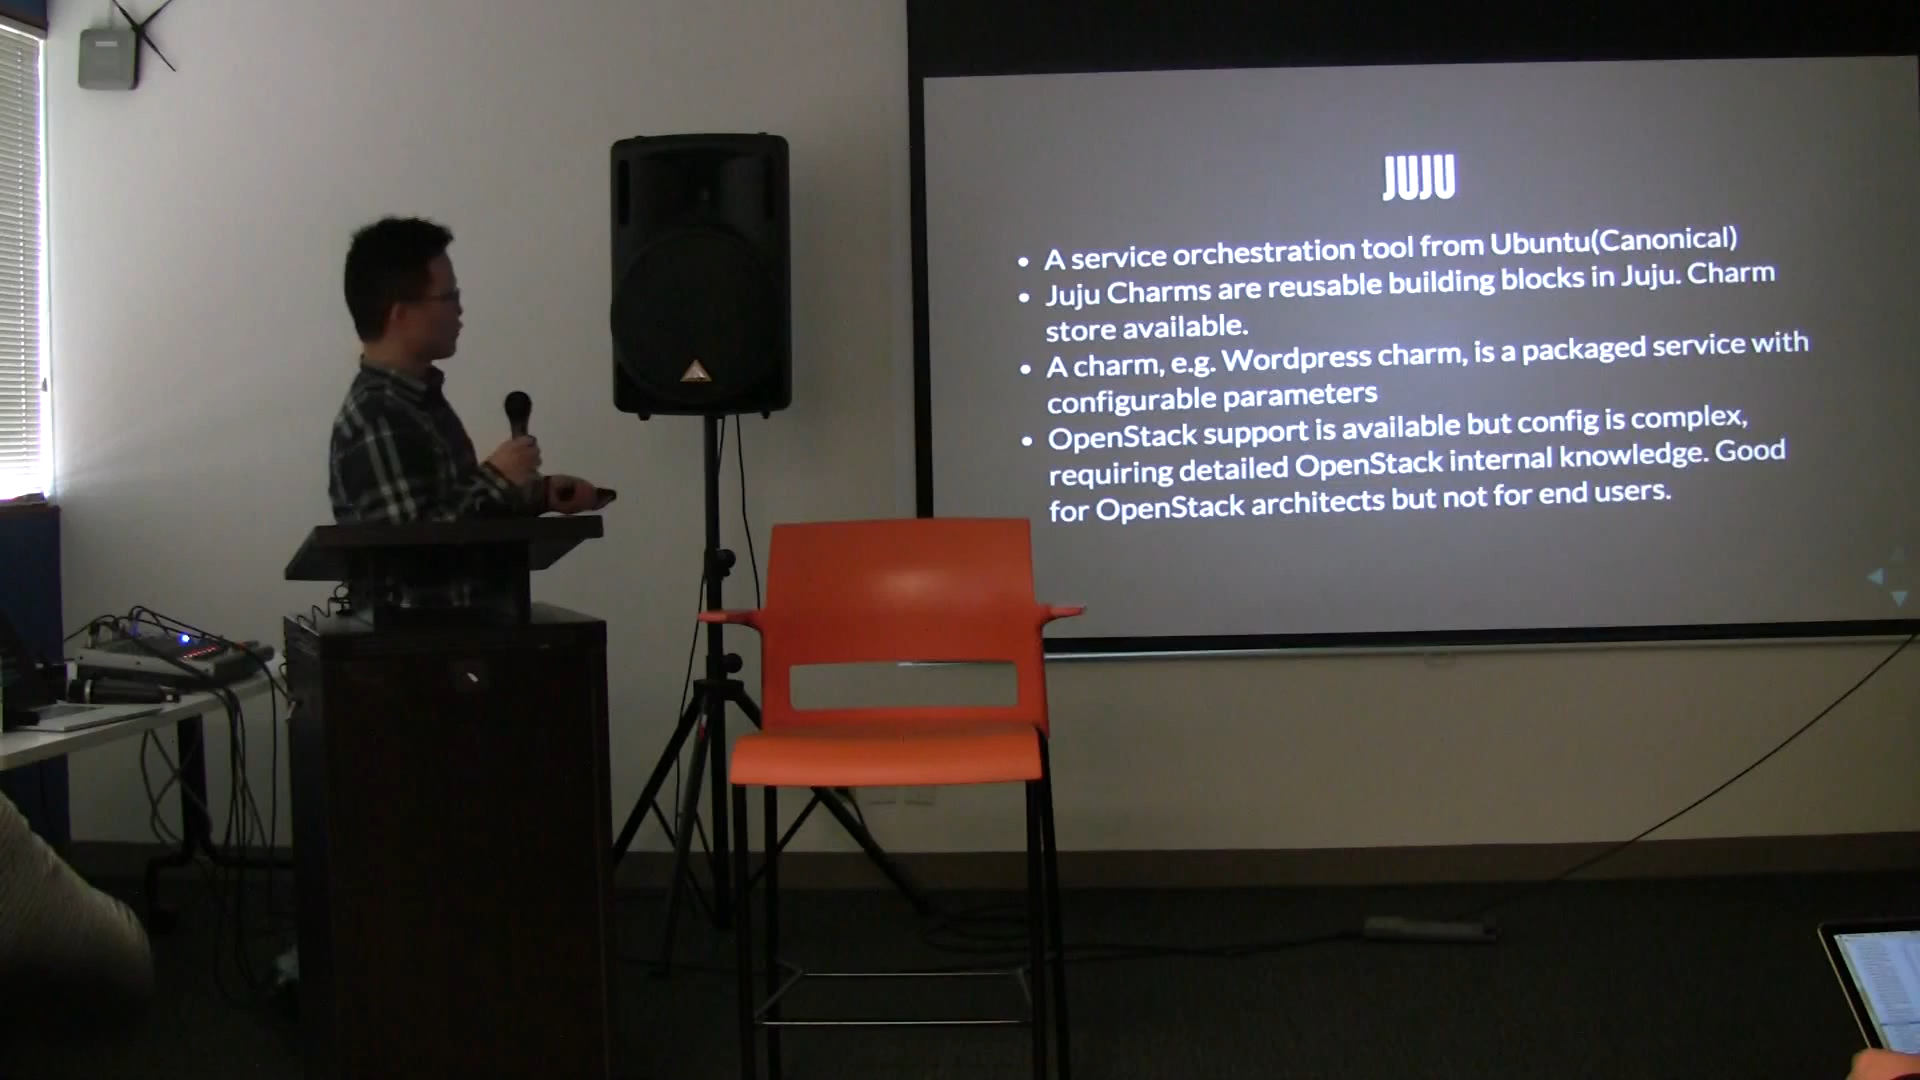 JUJU
• A service orchestration tool from Ubuntu(Canonical)
• Juju Charms are reusable building blocks in Juju. Charm
store available.
• A charm, e.g. Wordpress charm, is a packaged service with
configurable parameters
• OpenStack support is available but config is complex,
requiring detailed OpenStack internal knowledge. Good
for OpenStack architects but not for end users.